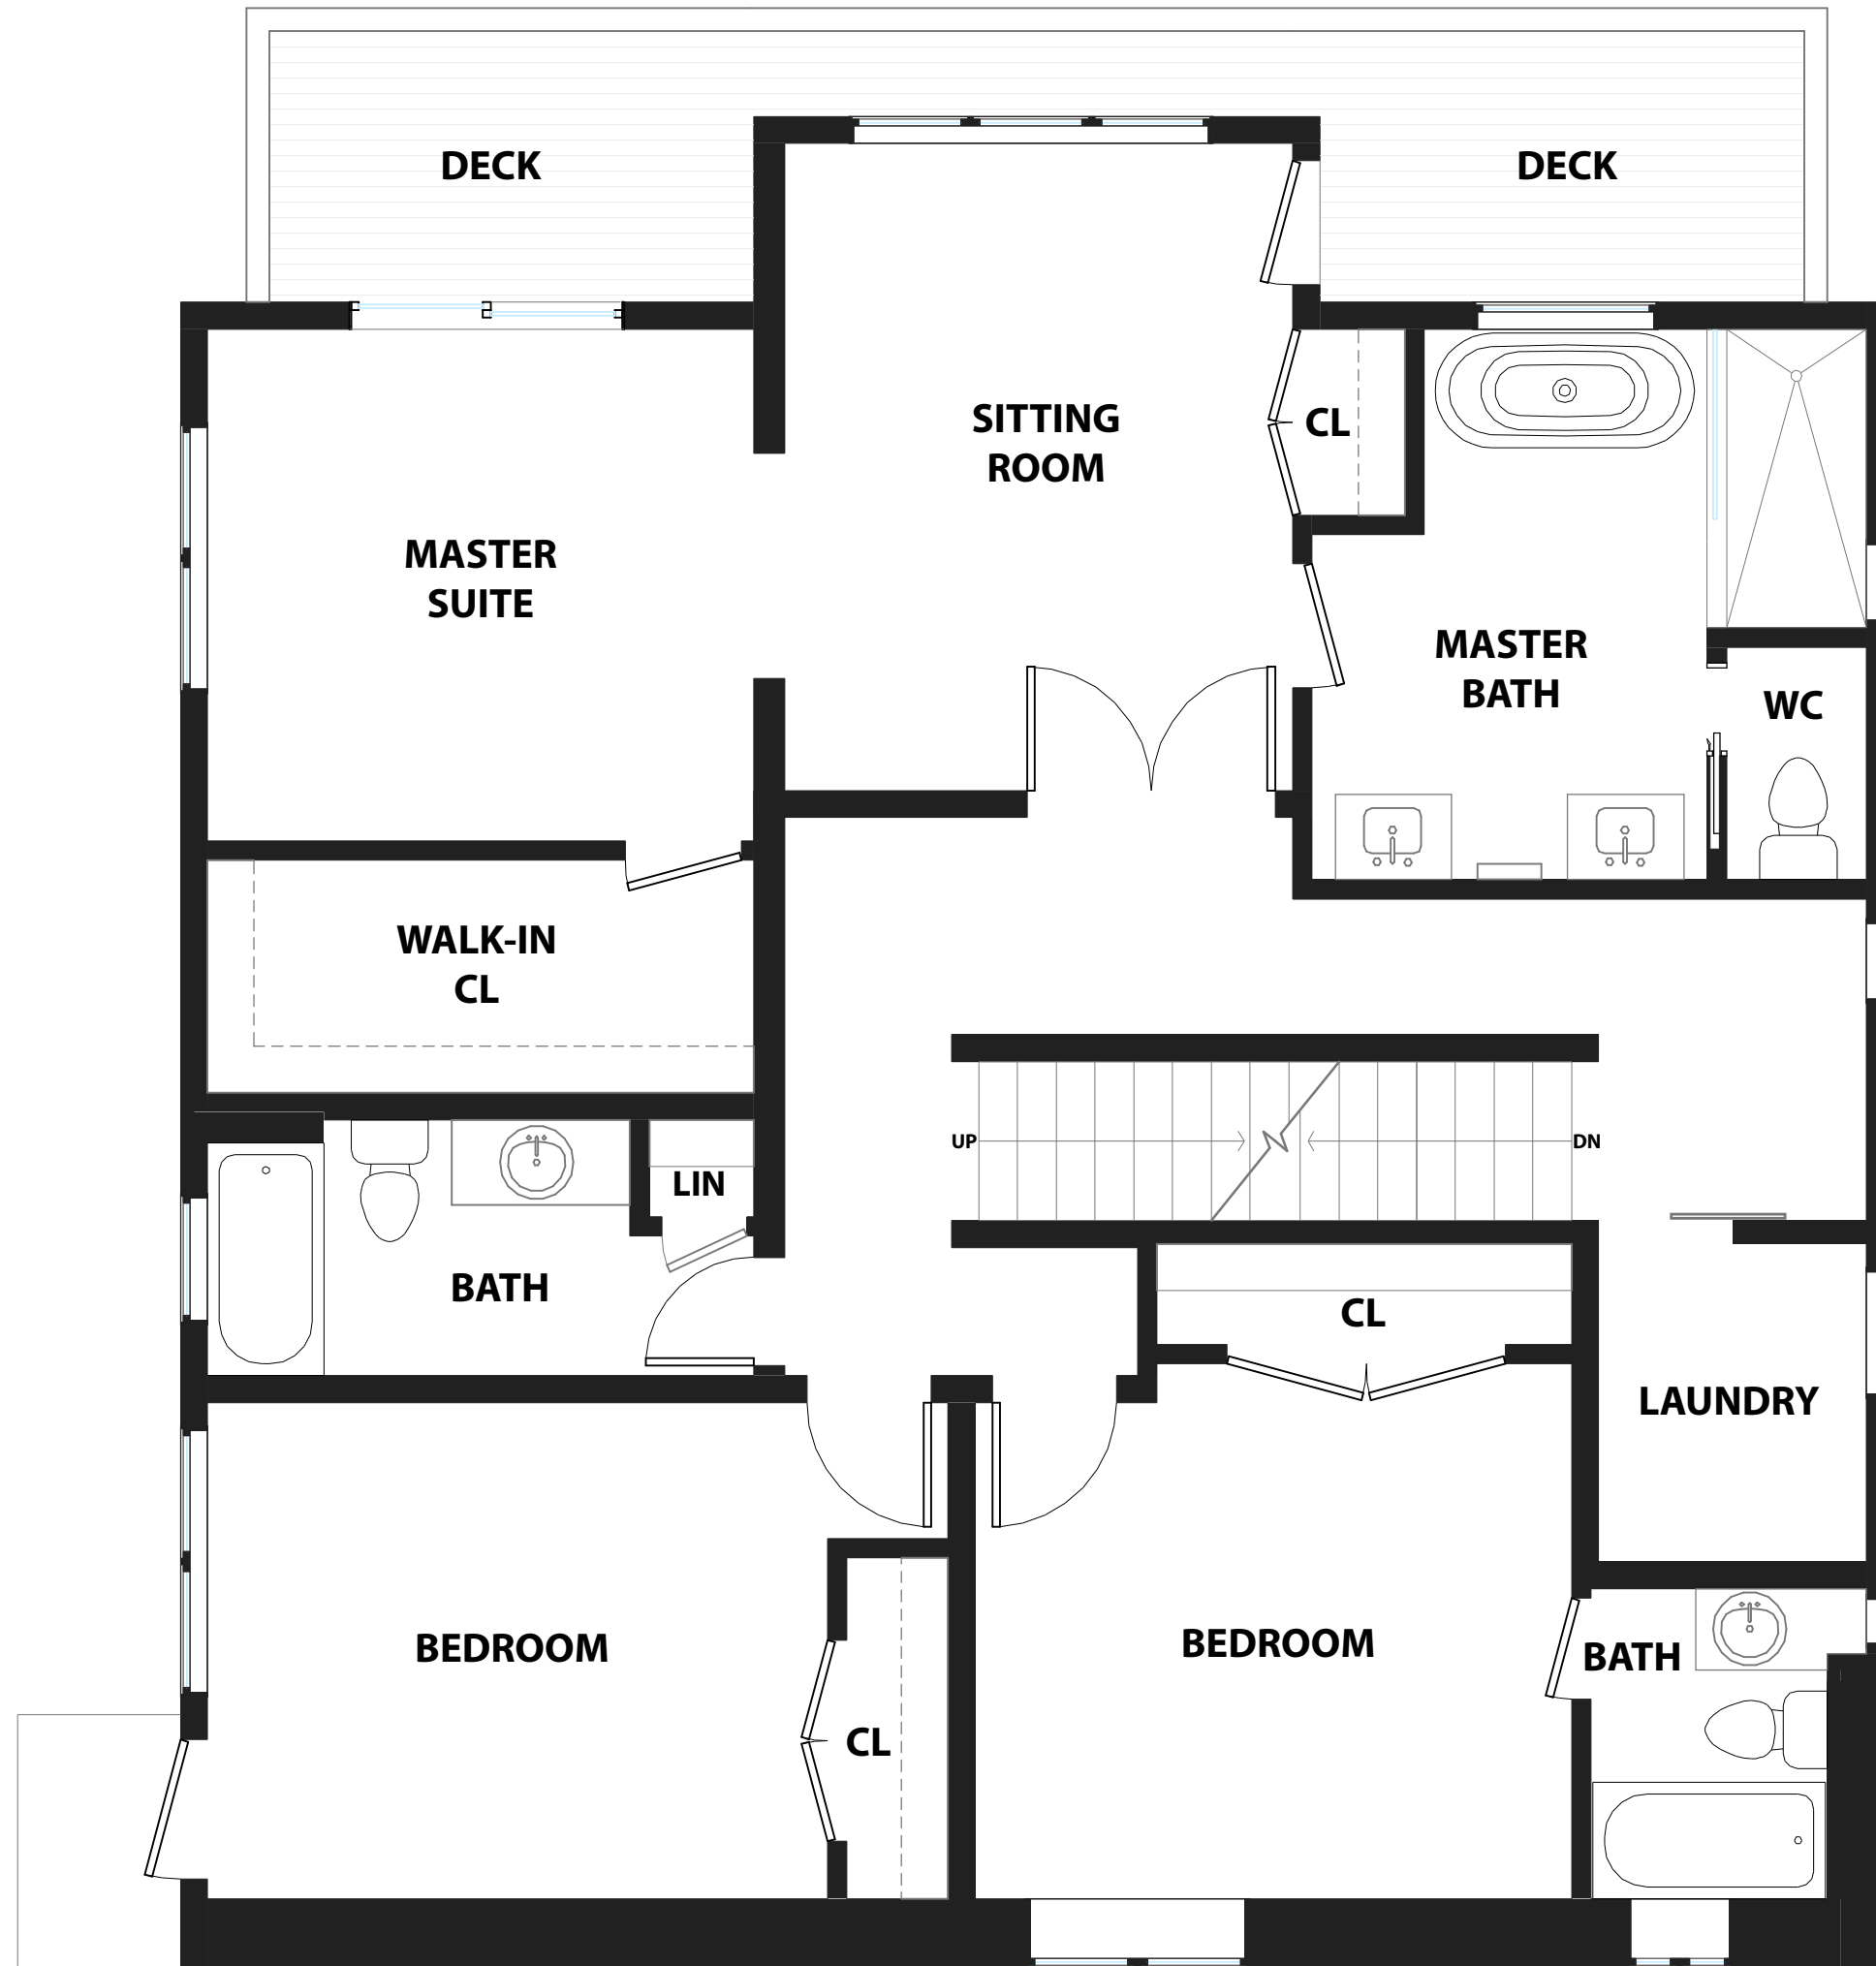 DECK
DECK
SITTING
ROOM
CL
MASTER
SUITE
MASTER
BATH
WC
WALK-IN
CL
UP
DN
LIN
BATH
CL
LAUNDRY
BEDROOM
BEDROOM
BATH
CL